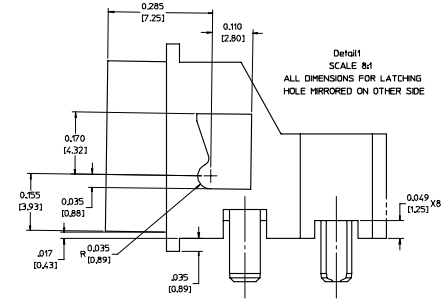 0.285
[7.25]
0.110
[2.80]
Detail1
SCALE 8:1
ALL DIMENSIONS FOR LATCHING
HOLE MIRRORED ON OTHER SIDE
0.170
[4.32]
0.155
[3.93]
0.035
[0.88]
0.049
[1.25] X8
.017
[0.43]
R 0.035
[0.89]
.035
[0.89]